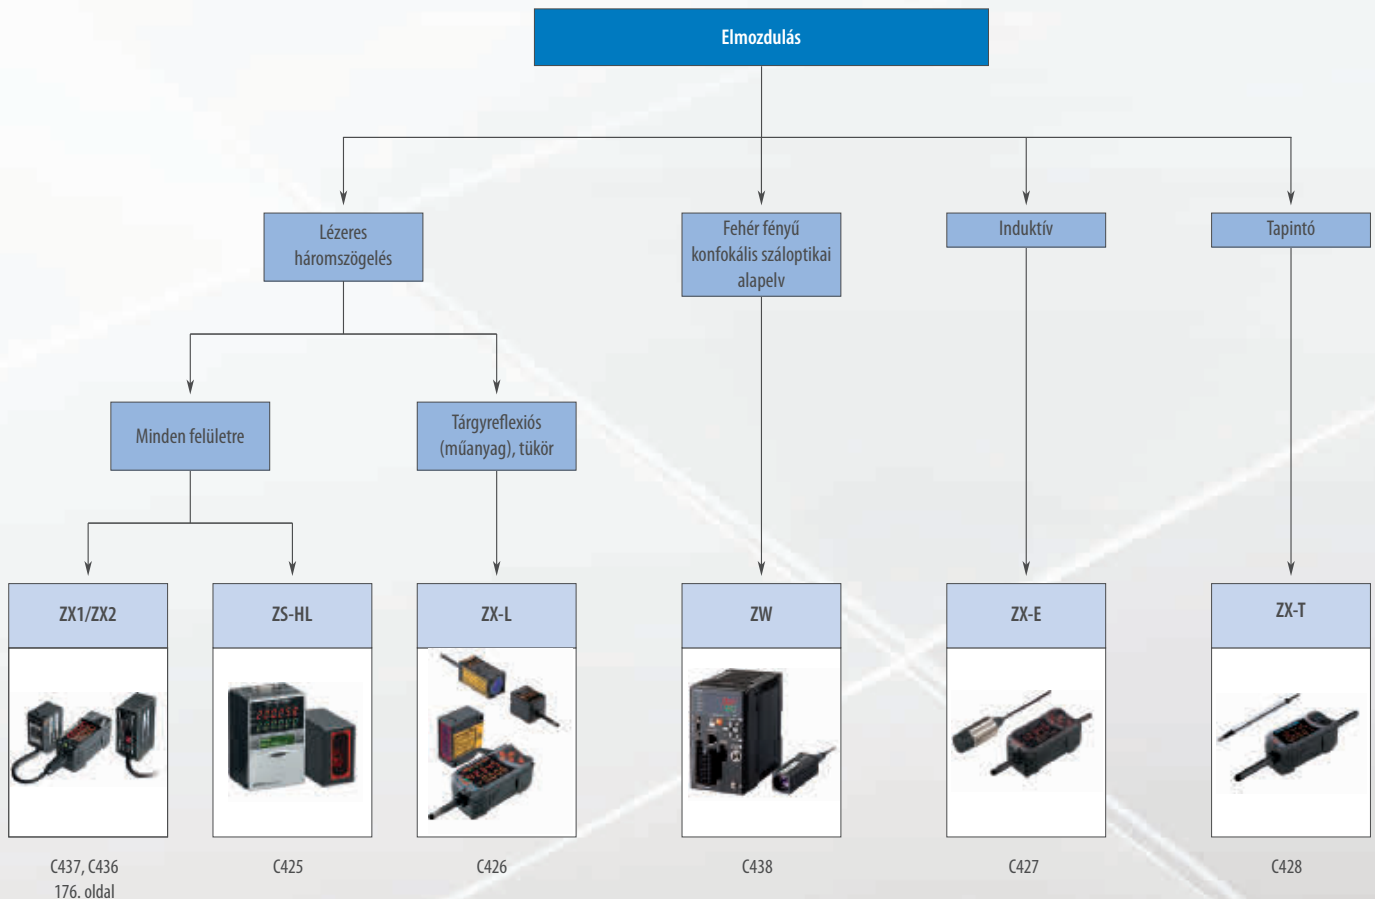 Elmozdulás
Lézeres
háromszögelés
Fehér fényű
konfokális száloptikai
alapelv
Induktív
Tapintó
Minden felületre
Tárgyreflexiós
(műanyag), tükör
ZX1/ZX2
ZS-HL
ZX-L
ZW
ZX-E
ZX-T
C437, C436
176. oldal
C425
C426
C438
C427
C428